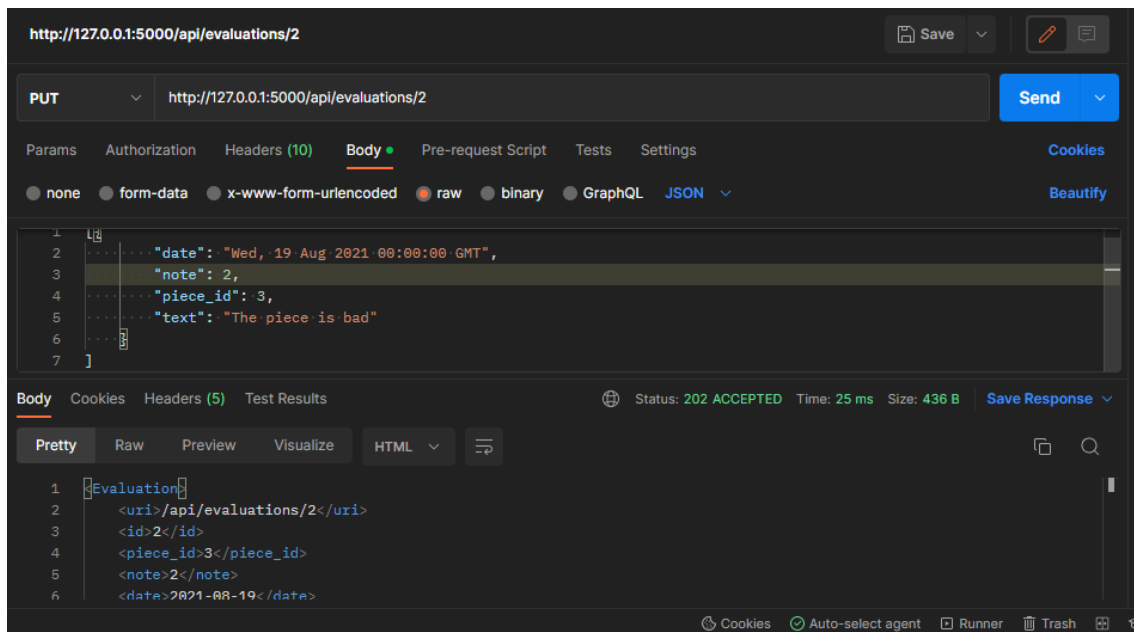 http://127.0.0.1:5000/api/evaluations/2 Save
PUT http://127.0.0.1:5000/api/evaluations/2 Send
Params Authorization Headers (10) Body Pre-request Script Tests Settings Cookies
none form-data x-www-form-urlencoded raw binary GraphQL JSON Beautify
1 [{
2 "date": "Wed, 19 Aug 2021 00:00:00 GMT",
3 "note": 2,
4 "piece_id": 3,
5 "text": "The piece is bad"
6 }
7 ]
Body Cookies Headers (5) Test Results Status: 202 ACCEPTED Time: 25 ms Size: 436 B Save Response
Pretty Raw Preview Visualize HTML
1 <Evaluation>
2 <uri>/api/evaluations/2</uri>
3 <id>2</id>
4 <piece_id>3</piece_id>
5 <note>2</note>
6 <date>2021-08-19</date>
Cookies Auto-select agent Runner Trash